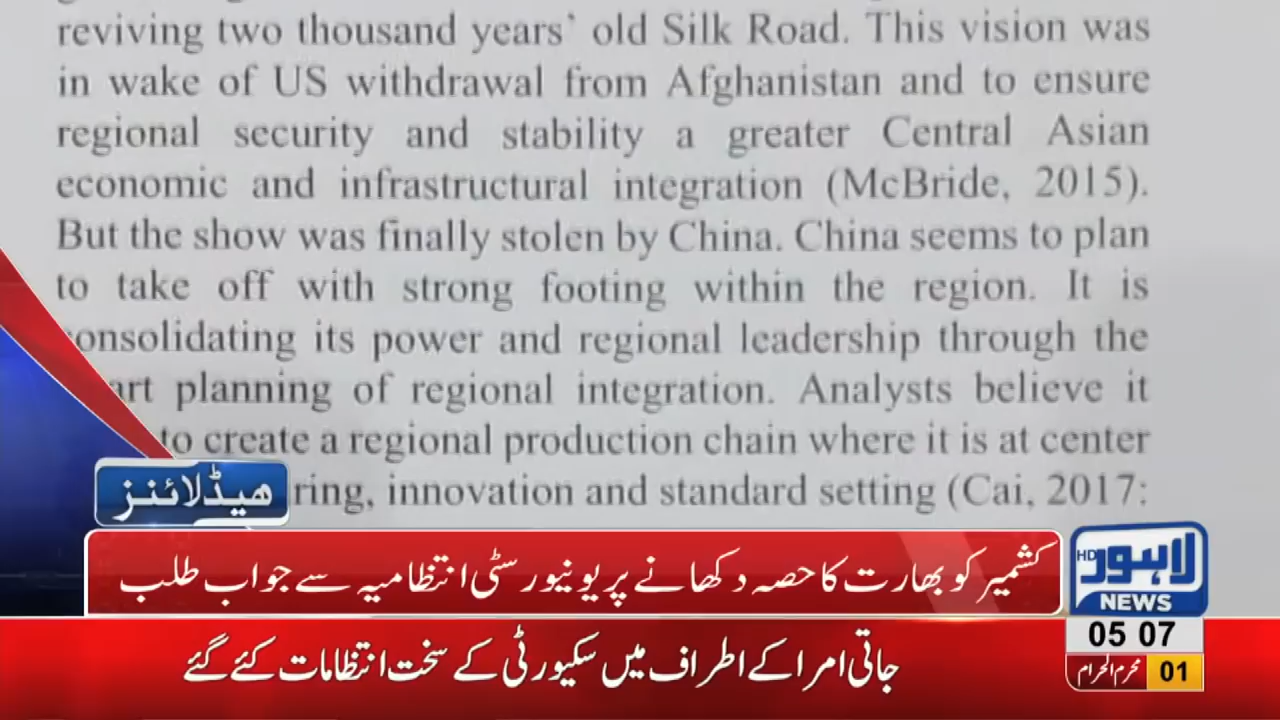 reviving two thousand years' old Silk Road. This vision was
in wake of US withdrawal from Afghanistan and to ensure
regional security and stability a greater Central Asian
economic and infrastructural integration (McBride, 2015).
But the show was finally stolen by China. China seems to plan
to take off with strong footing within the region. It is
onsolidating its power and regional leadership through the
art planning of regional integration. Analysts believe it
to create a regional production chain where it is at center
ring, innovation and standard setting (Cai, 2017:
ھیڈلائنز
کشمیر کو بھارت کا حصہ دکھانے پر یونیورسٹی انتظامیہ سے جواب طلب
HD لاہور
NEWS
05 07
جاتی امرا کے اطراف میں سکیورٹی کے سخت انتظامات کئے گئے
محرم الحرام 01